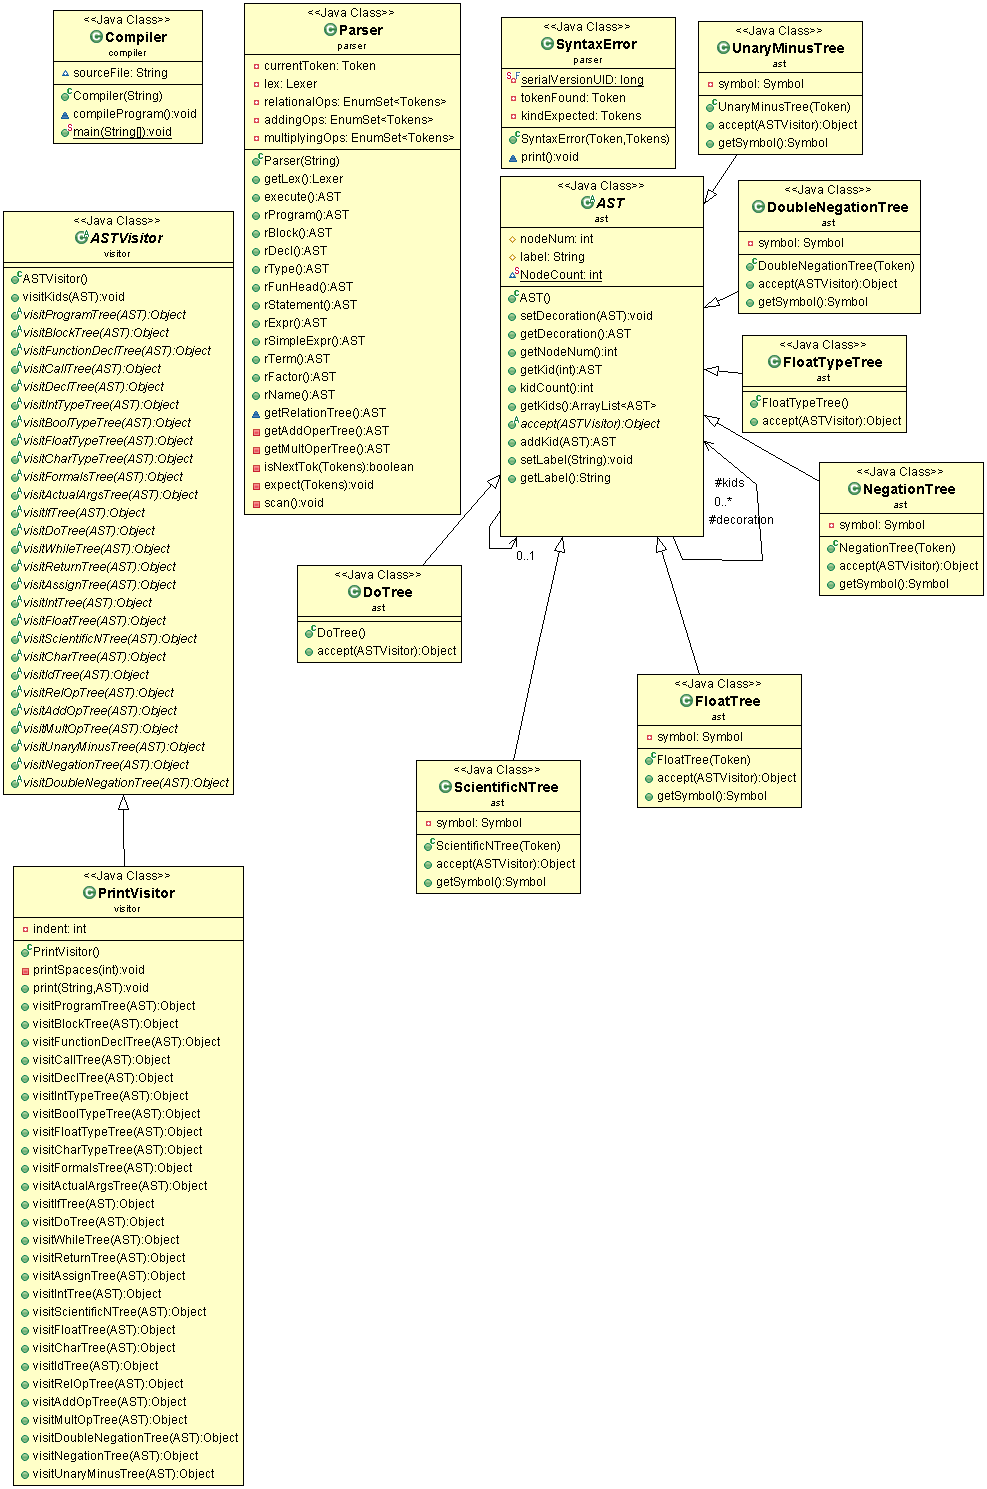 <<Java Class>>
Compiler
compiler
sourceFile: String
Compiler(String)
compileProgram():void
main(String[]):void
<<Java Class>>
Parser
parser
currentToken: Token
lex: Lexer
relationalOps: EnumSet<Tokens>
addingOps: EnumSet<Tokens>
multiplyingOps: EnumSet<Tokens>
Parser(String)
getLex():Lexer
execute():AST
rProgram():AST
rBlock():AST
rDecl():AST
rType():AST
rFunHead():AST
rStatement():AST
rExpr():AST
rSimpleExpr():AST
rTerm():AST
rFactor():AST
rName():AST
getRelationTree():AST
getAddOperTree():AST
getMultOperTree():AST
isNextTok(Tokens):boolean
expect(Tokens):void
scan():void
<<Java Class>>
SyntaxError
parser
serialVersionUID: long
tokenFound: Token
kindExpected: Tokens
SyntaxError(Token,Tokens)
print():void
<<Java Class>>
UnaryMinusTree
ast
symbol: Symbol
UnaryMinusTree(Token)
accept(ASTVisitor):Object
getSymbol():Symbol
<<Java Class>>
AST
ast
nodeNum: int
label: String
NodeCount: int
AST()
setDecoration(AST):void
getDecoration():AST
getNodeNum():int
getKid(int):AST
kidCount():int
getKids():ArrayList<AST>
accept(ASTVisitor):Object
addKid(AST):AST
setLabel(String):void
getLabel():String
<<Java Class>>
DoubleNegationTree
ast
symbol: Symbol
DoubleNegationTree(Token)
accept(ASTVisitor):Object
getSymbol():Symbol
<<Java Class>>
FloatTypeTree
ast
FloatTypeTree()
accept(ASTVisitor):Object
<<Java Class>>
NegationTree
ast
symbol: Symbol
NegationTree(Token)
accept(ASTVisitor):Object
getSymbol():Symbol
#kids
0..*
#decoration
0..1
<<Java Class>>
DoTree
ast
DoTree()
accept(ASTVisitor):Object
<<Java Class>>
FloatTree
ast
symbol: Symbol
FloatTree(Token)
accept(ASTVisitor):Object
getSymbol():Symbol
<<Java Class>>
ScientificNTree
ast
symbol: Symbol
ScientificNTree(Token)
accept(ASTVisitor):Object
getSymbol():Symbol
<<Java Class>>
ASTVisitor
visitor
ASTVisitor()
visitKids(AST):void
visitProgramTree(AST):Object
visitBlockTree(AST):Object
visitFunctionDeclTree(AST):Object
visitCallTree(AST):Object
visitDeclTree(AST):Object
visitIntTypeTree(AST):Object
visitBoolTypeTree(AST):Object
visitFloatTypeTree(AST):Object
visitCharTypeTree(AST):Object
visitFormalsTree(AST):Object
visitActualArgsTree(AST):Object
visitIfTree(AST):Object
visitDoTree(AST):Object
visitWhileTree(AST):Object
visitReturnTree(AST):Object
visitAssignTree(AST):Object
visitIntTree(AST):Object
visitFloatTree(AST):Object
visitScientificNTree(AST):Object
visitCharTree(AST):Object
visitIdTree(AST):Object
visitRelOpTree(AST):Object
visitAddOpTree(AST):Object
visitMultOpTree(AST):Object
visitUnaryMinusTree(AST):Object
visitNegationTree(AST):Object
visitDoubleNegationTree(AST):Object
<<Java Class>>
PrintVisitor
visitor
indent: int
PrintVisitor()
printSpaces(int):void
print(String,AST):void
visitProgramTree(AST):Object
visitBlockTree(AST):Object
visitFunctionDeclTree(AST):Object
visitCallTree(AST):Object
visitDeclTree(AST):Object
visitIntTypeTree(AST):Object
visitBoolTypeTree(AST):Object
visitFloatTypeTree(AST):Object
visitCharTypeTree(AST):Object
visitFormalsTree(AST):Object
visitActualArgsTree(AST):Object
visitIfTree(AST):Object
visitDoTree(AST):Object
visitWhileTree(AST):Object
visitReturnTree(AST):Object
visitAssignTree(AST):Object
visitIntTree(AST):Object
visitScientificNTree(AST):Object
visitFloatTree(AST):Object
visitCharTree(AST):Object
visitIdTree(AST):Object
visitRelOpTree(AST):Object
visitAddOpTree(AST):Object
visitMultOpTree(AST):Object
visitDoubleNegationTree(AST):Object
visitNegationTree(AST):Object
visitUnaryMinusTree(AST):Object